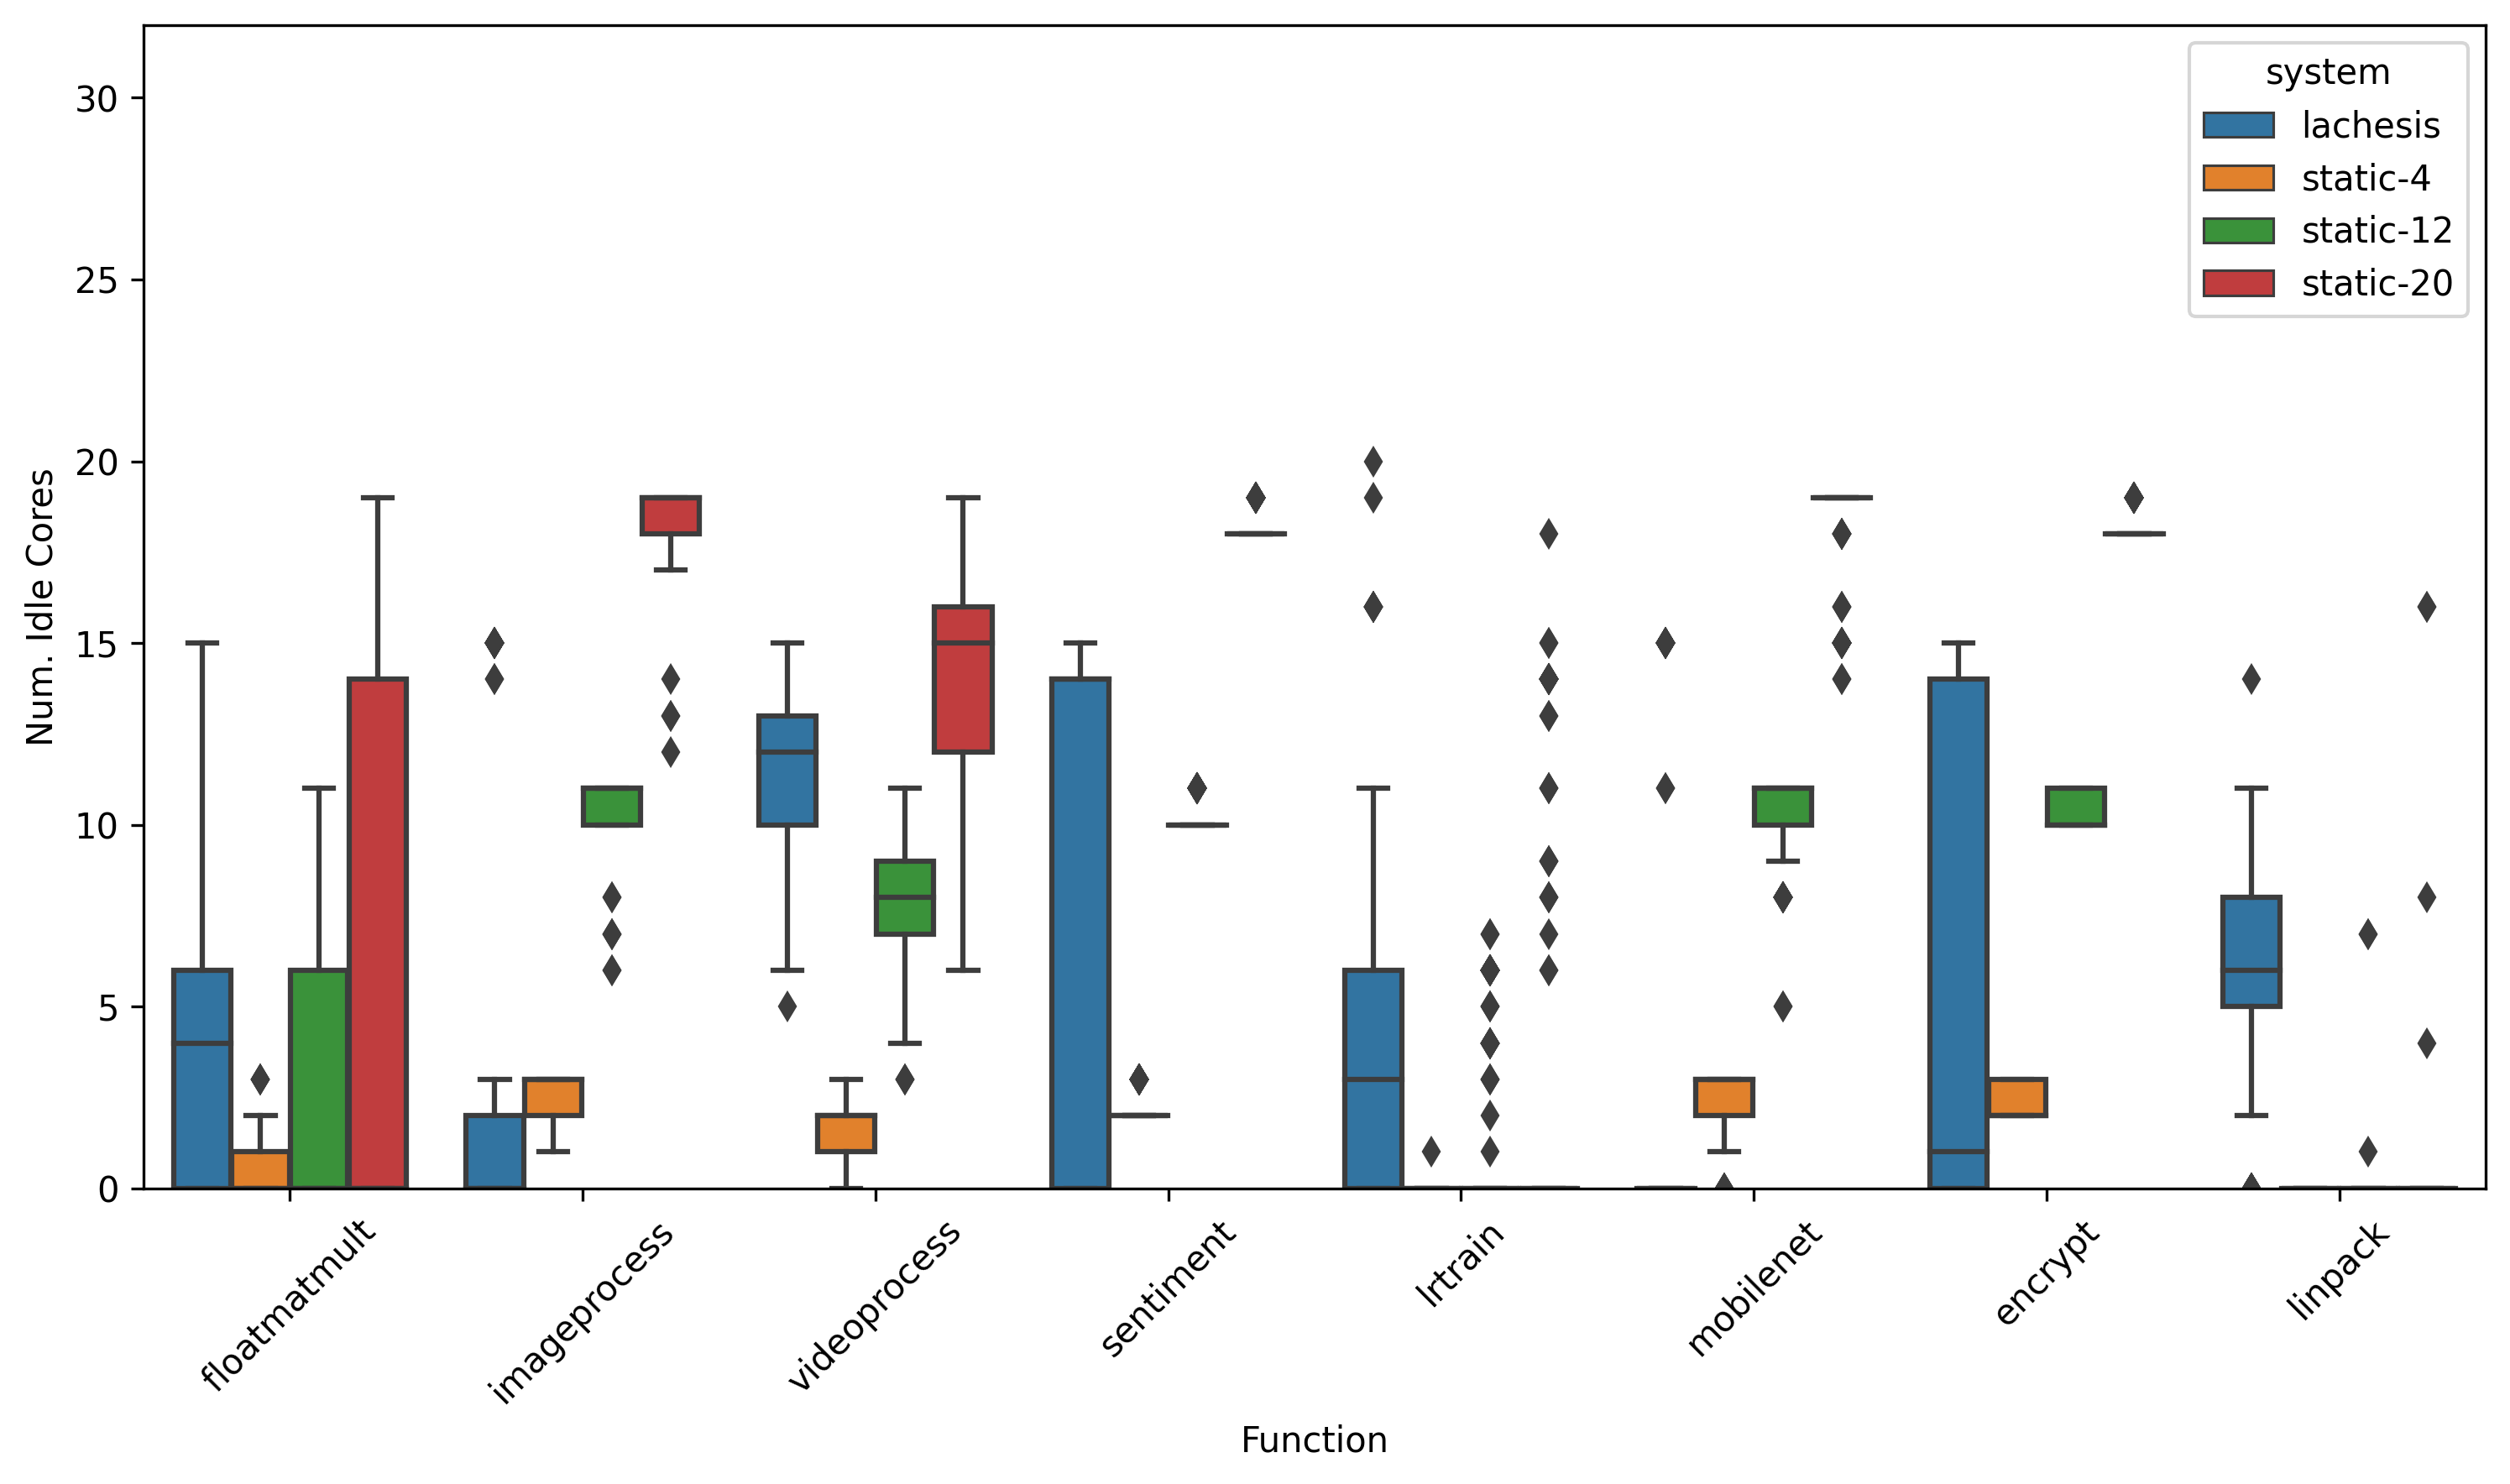 system
lachesis
static-4
static-12
static-20
Num. Idle Cores
30
25
20
15
10
5
0
floatmatmult
imageprocess
videoprocess
sentiment
lrtrain
mobilenet
encrypt
linpack
Function